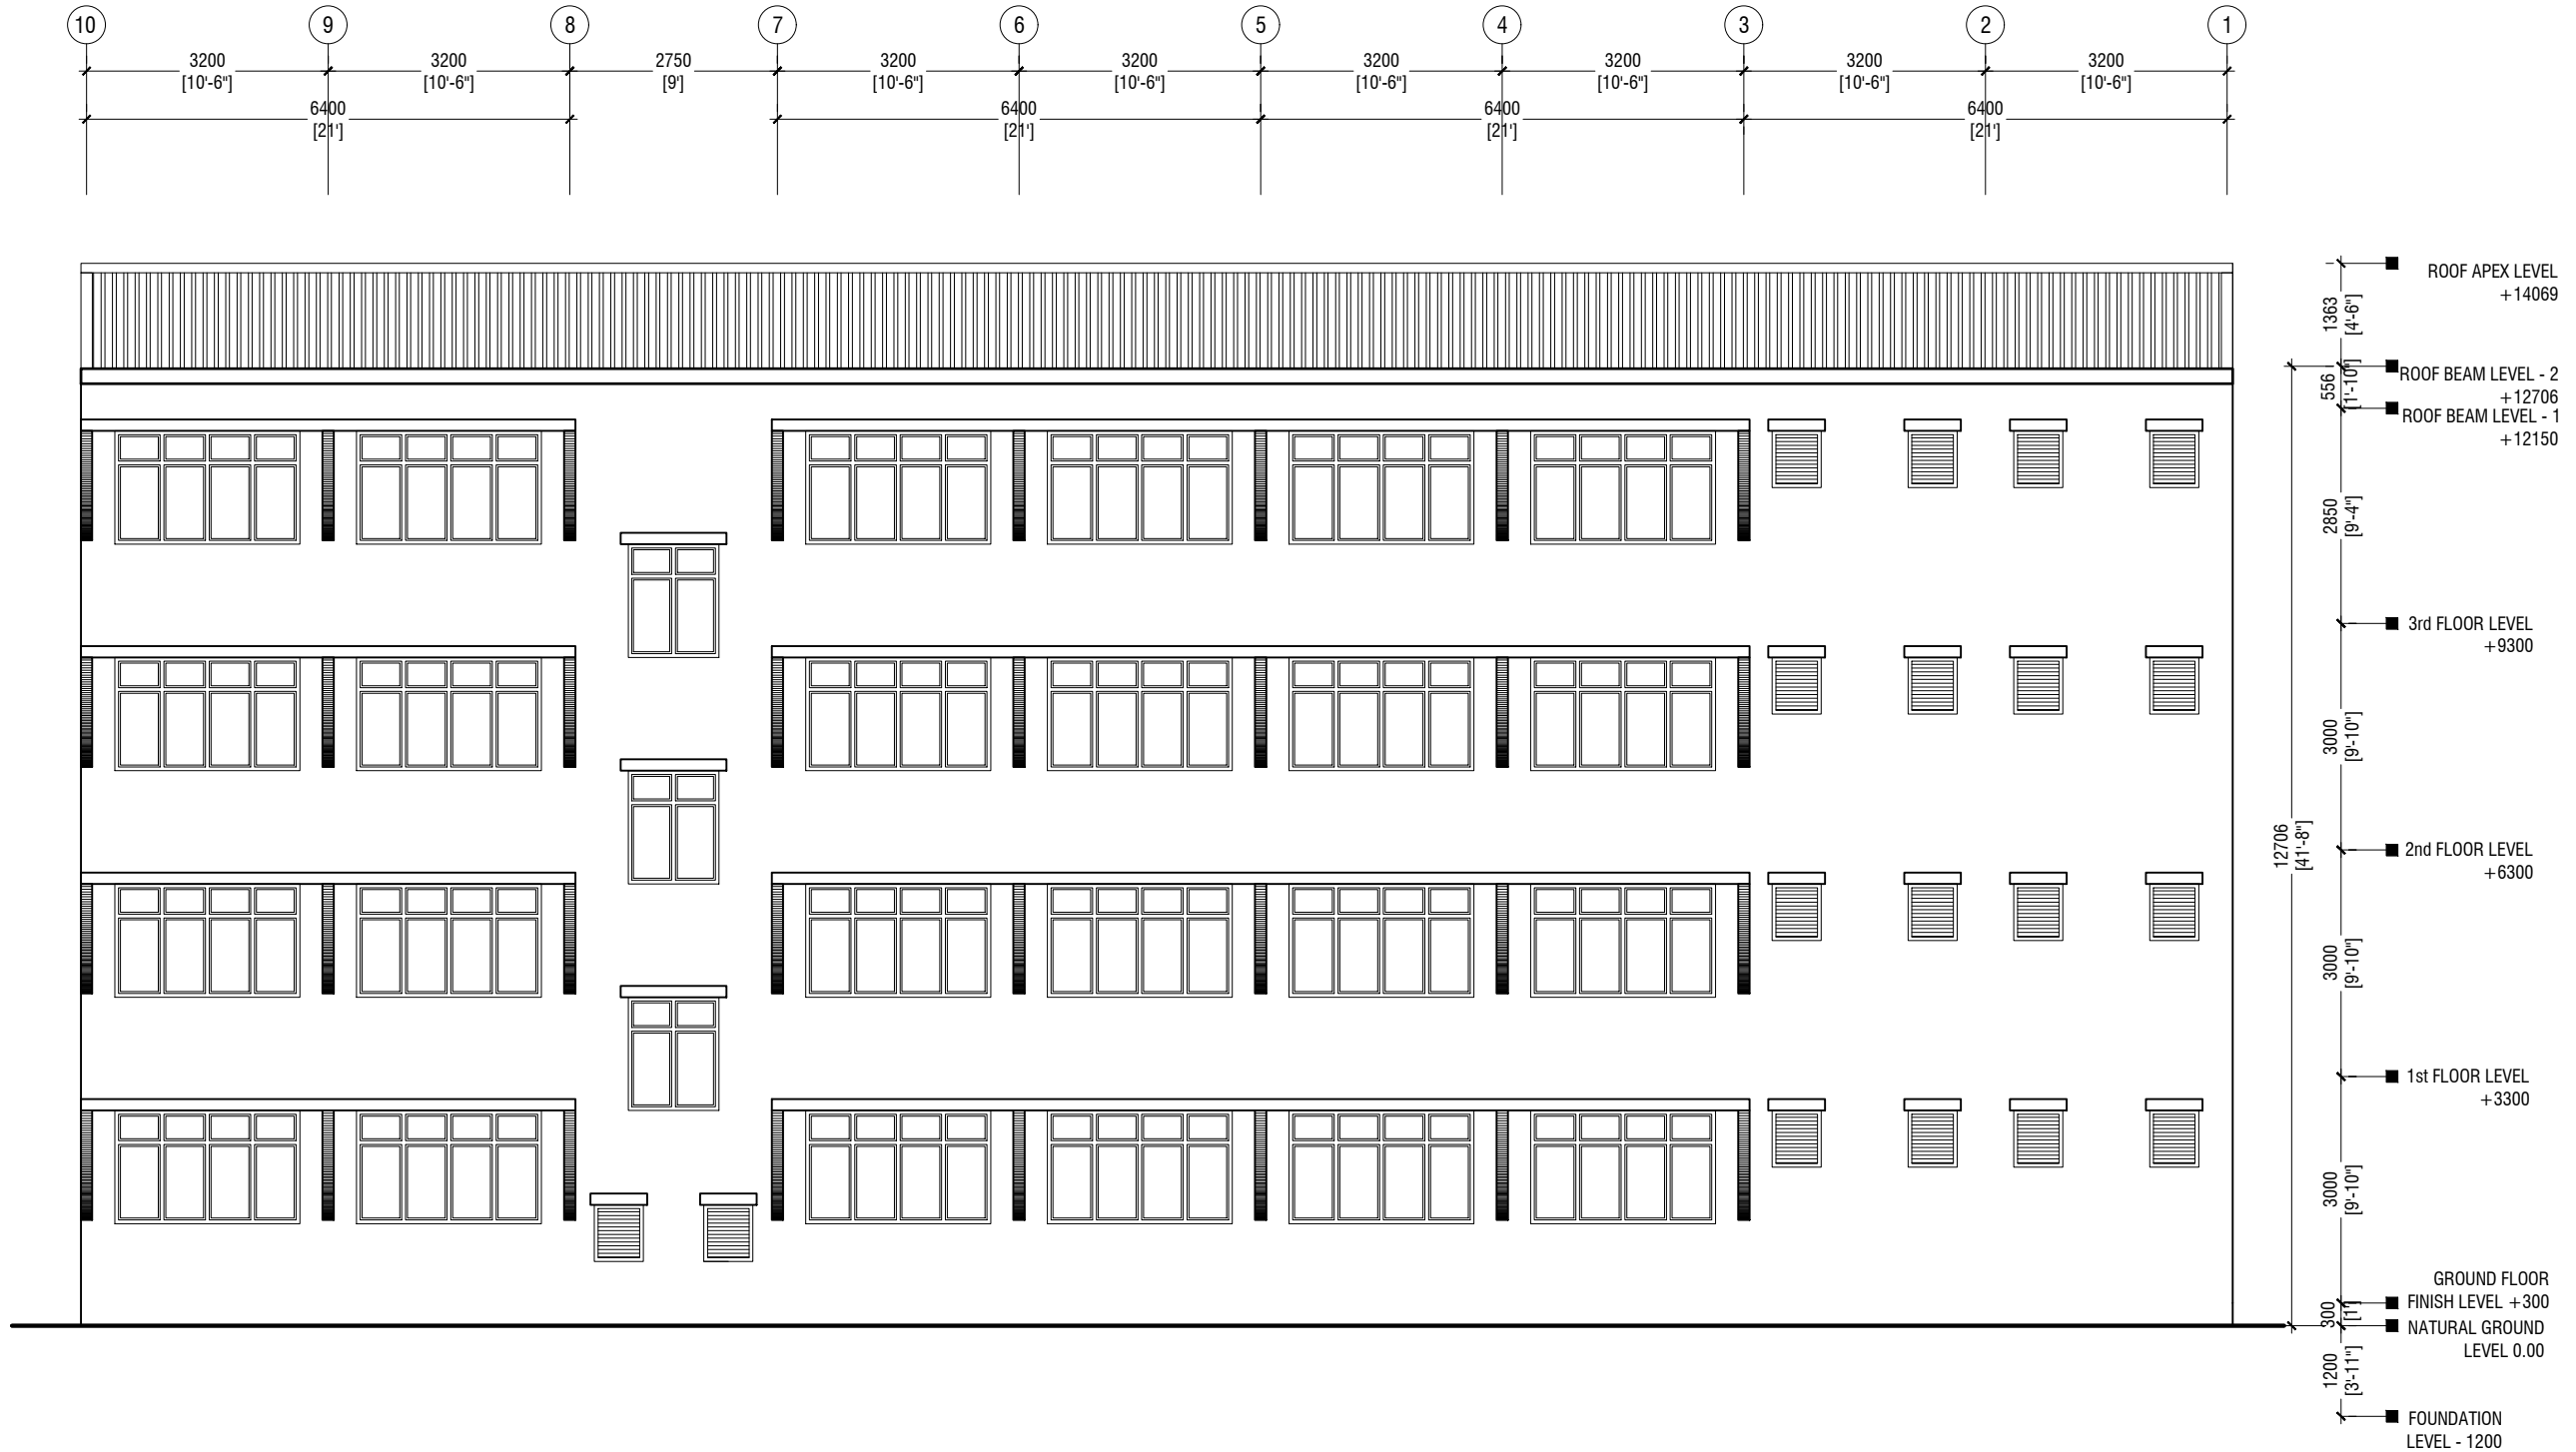 10 9 8 7 6 5 4 3 2 1
3200 3200 2750 3200 3200 3200 3200 3200 3200
[10'-6"] [10'-6"] [9'] [10'-6"] [10'-6"] [10'-6"] [10'-6"] [10'-6"] [10'-6"]
6400 6400 6400 6400
[21'] [21'] [21'] [21']
ROOF APEX LEVEL
+14069
1363
[4'-6"]
ROOF BEAM LEVEL - 2
+12706
556
[1'-10"]
ROOF BEAM LEVEL - 1
+12150
2850
[9'-4"]
3rd FLOOR LEVEL
+9300
3000
[9'-10"]
12706
[41'-8"]
2nd FLOOR LEVEL
+6300
3000
[9'-10"]
1st FLOOR LEVEL
+3300
3000
[9'-10"]
GROUND FLOOR
FINISH LEVEL +300
300
[1']
NATURAL GROUND
LEVEL 0.00
1200
[3'-11"]
FOUNDATION
LEVEL - 1200